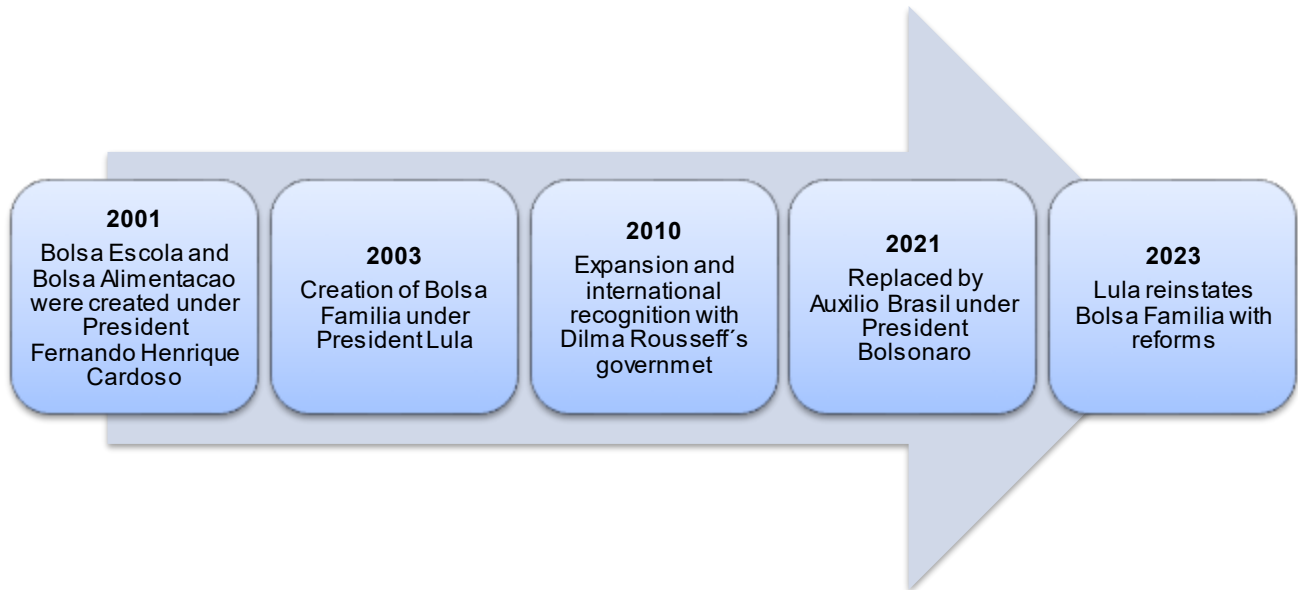 2001
Bolsa Escola and
Bolsa Alimentacao
were created under
President
Fernando Henrique
Cardoso
2003
Creation of Bolsa
Familia under
President Lula
2010
Expansion and
international
recognition with
Dilma Rousseff´s
governmet
2021
Replaced by
Auxilio Brasil under
President
Bolsonaro
2023
Lula reinstates
Bolsa Familia with
reforms